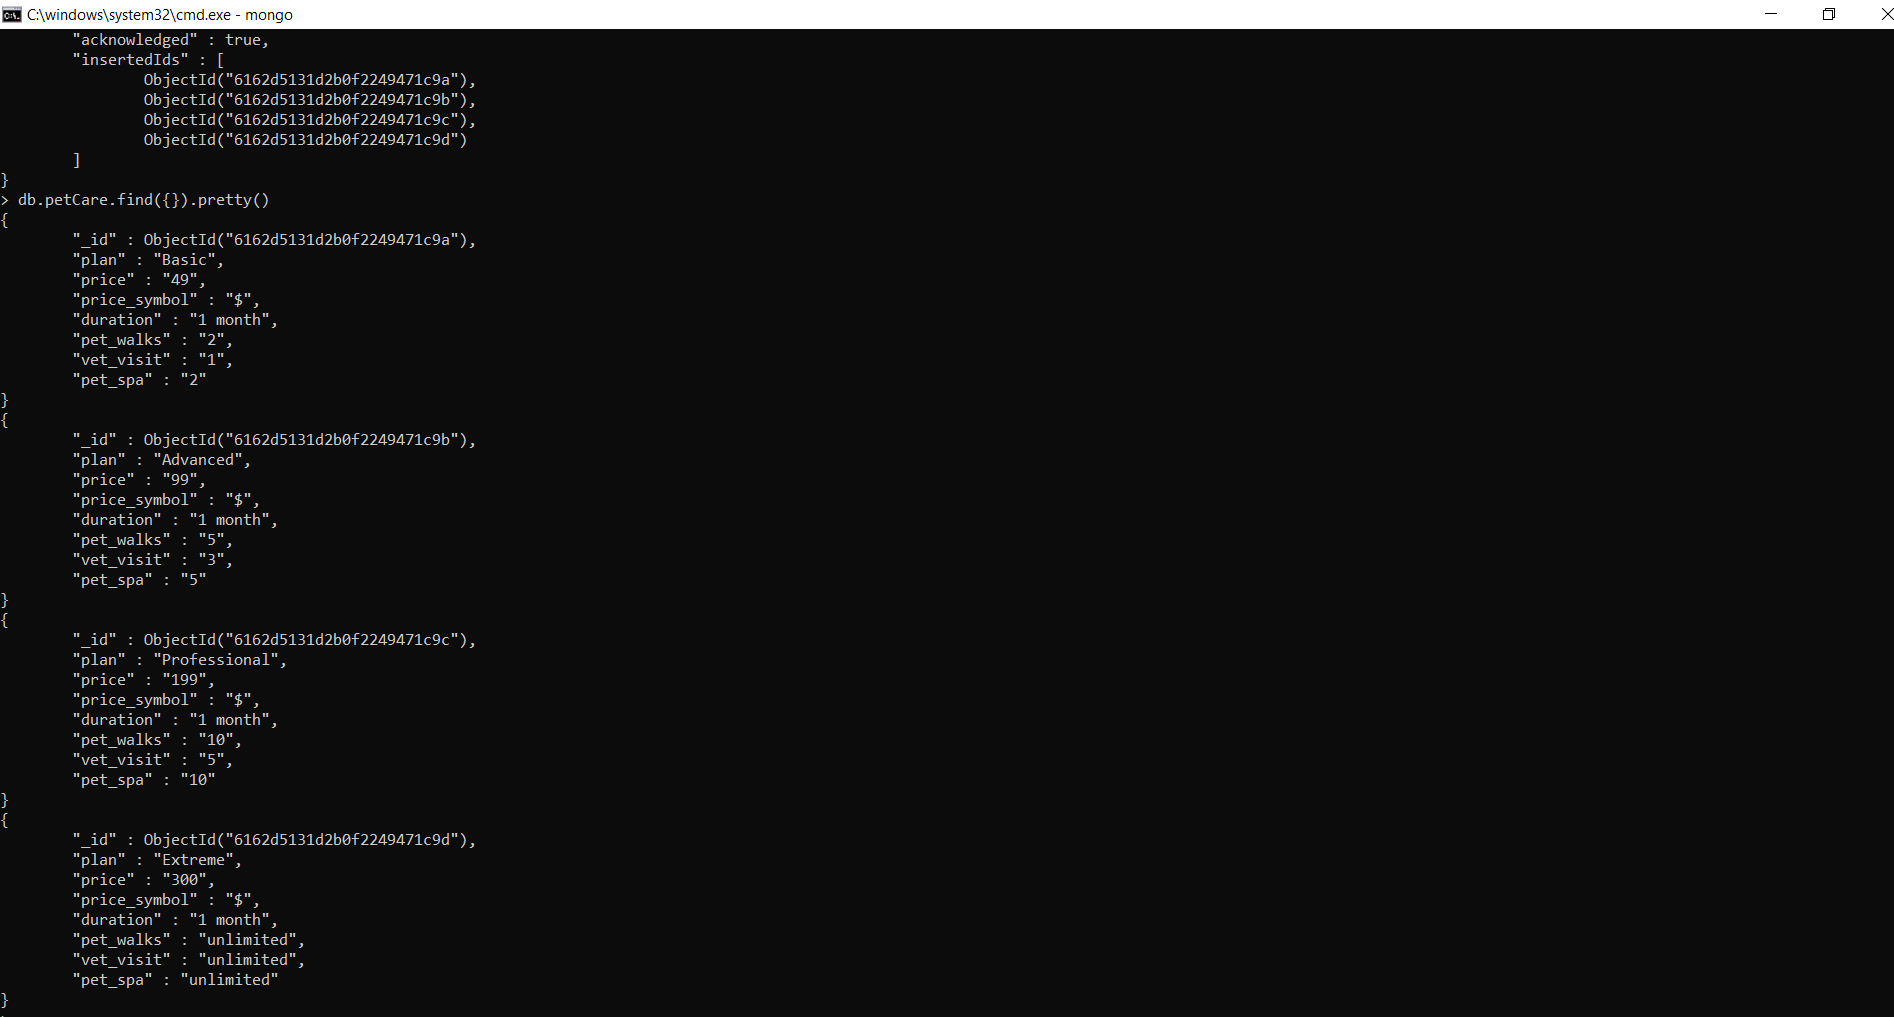 C:\windows\system32\cmd.exe - mongo
"acknowledged" : true,
"insertedIds" : [
ObjectId("6162d5131d2b0f2249471c9a"),
ObjectId("6162d5131d2b0f2249471c9b"),
ObjectId("6162d5131d2b0f2249471c9c"),
ObjectId("6162d5131d2b0f2249471c9d")
]
}
> db.petCare.find({}).pretty()
{
"_id" : ObjectId("6162d5131d2b0f2249471c9a"),
"plan" : "Basic",
"price" : "49",
"price_symbol" : "$",
"duration" : "1 month",
"pet_walks" : "2",
"vet_visit" : "1",
"pet_spa" : "2"
}
{
"_id" : ObjectId("6162d5131d2b0f2249471c9b"),
"plan" : "Advanced",
"price" : "99",
"price_symbol" : "$",
"duration" : "1 month",
"pet_walks" : "5",
"vet_visit" : "3",
"pet_spa" : "5"
}
{
"_id" : ObjectId("6162d5131d2b0f2249471c9c"),
"plan" : "Professional",
"price" : "199",
"price_symbol" : "$",
"duration" : "1 month",
"pet_walks" : "10",
"vet_visit" : "5",
"pet_spa" : "10"
}
{
"_id" : ObjectId("6162d5131d2b0f2249471c9d"),
"plan" : "Extreme",
"price" : "300",
"price_symbol" : "$",
"duration" : "1 month",
"pet_walks" : "unlimited",
"vet_visit" : "unlimited",
"pet_spa" : "unlimited"
}